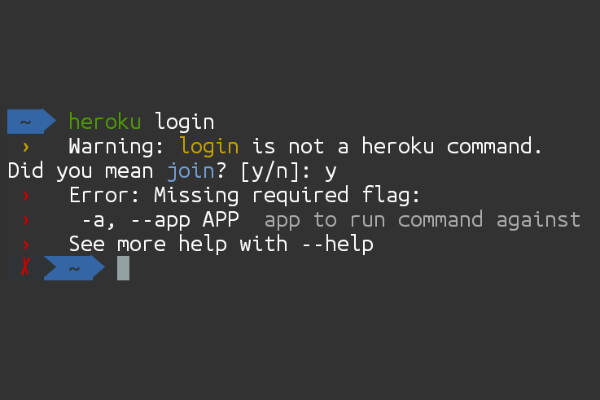 ~ heroku login
› Warning: login is not a heroku command.
Did you mean join? [y/n]: y
› Error: Missing required flag:
› -a, --app APP  app to run command against
› See more help with --help
✗ ~